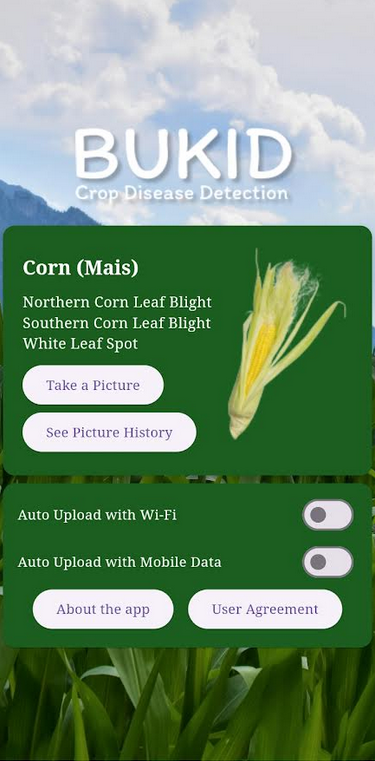 BUKID
Crop Disease Detection
Corn (Mais)
Northern Corn Leaf Blight
Southern Corn Leaf Blight
White Leaf Spot
Take a Picture
See Picture History
Auto Upload with Wi-Fi
Auto Upload with Mobile Data
About the app
User Agreement